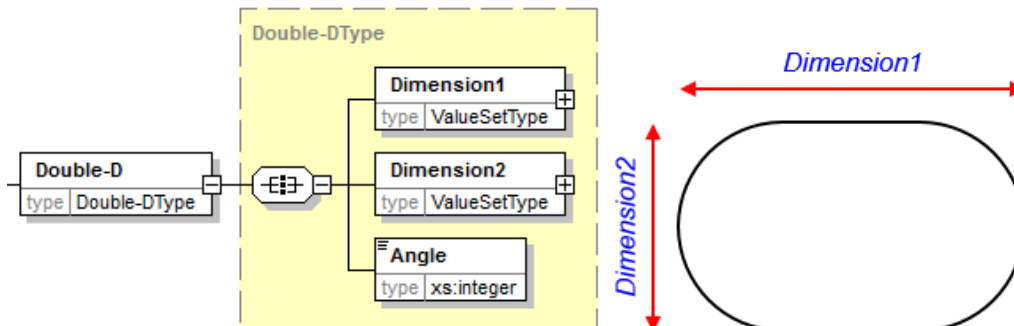 Double-DType
Dimension1
type ValueSetType
Double-D
type Double-DType
Dimension2
type ValueSetType
Angle
type xs:integer
Dimension1
Dimension2